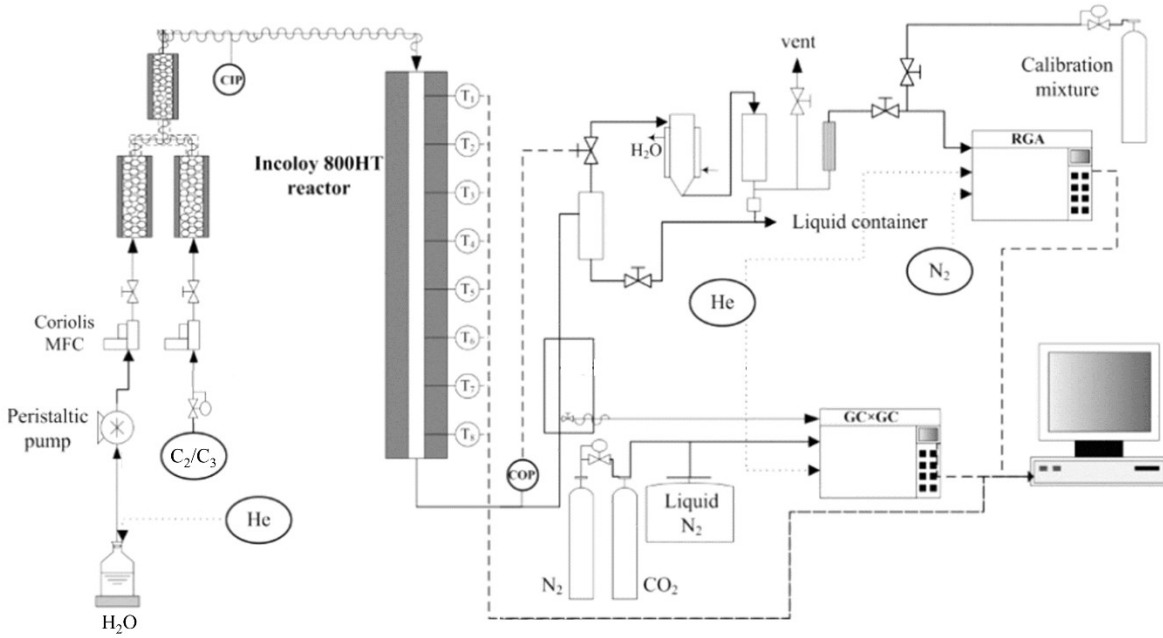 CIP
Incoloy 800HT
reactor
T₁
T₂
T₃
T₄
T₅
T₆
T₇
T₈
COP
vent
H₂O
Liquid container
Calibration
mixture
RGA
N₂
He
Coriolis
MFC
Peristaltic
pump
C₂/C₃
He
H₂O
GC×GC
Liquid
N₂
N₂
CO₂